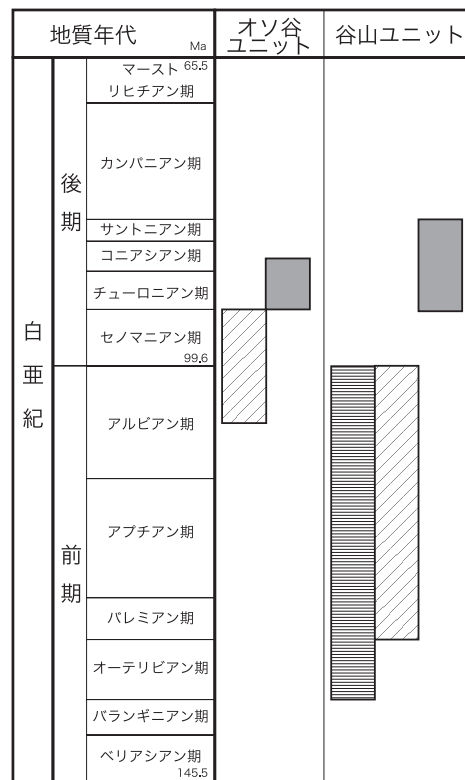 地質年代
Ma
オソ谷
ユニット
谷山ユニット
マースト 65.5
リヒチアン期
カンパニアン期
後期
サントニアン期
コニアシアン期
チューロニアン期
セノマニアン期
99.6
白亜紀
アルビアン期
アプチアン期
前期
バレミアン期
オーテリビアン期
バランギニアン期
ベリアシアン期
145.5